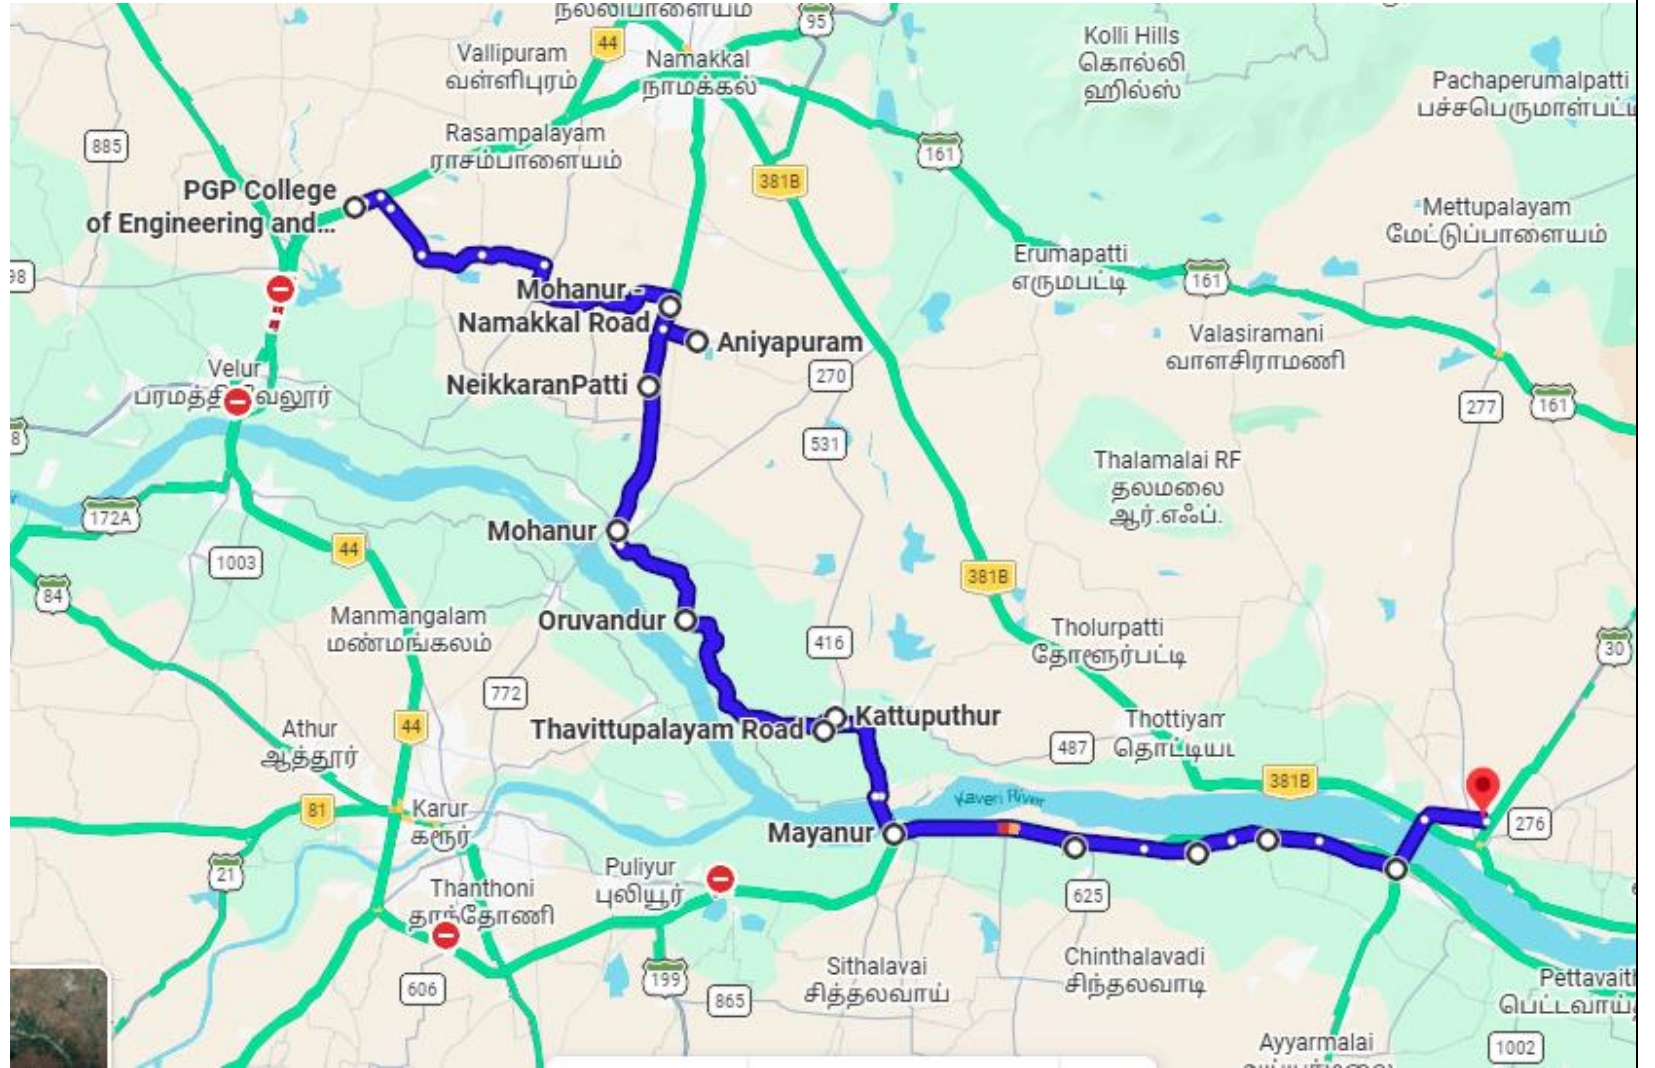 நல்லிபாளையம்
95
Kolli Hills
கொல்லி
ஹில்ஸ்
44
Vallipuram
வள்ளிபுரம்
Namakkal
நாமக்கல்
Pachaperumalpatti
885
Rasampalayam
ராசம்பாளையம்
161
381B
PGP College
of Engineering and...
Mettupalayam
மேட்டுப்பாளையம்
98
Erumapatti
எருமபட்டி
161
Mohanur -
Namakkal Road
Aniyapuram
Valasiramani
வாளசிராமணி
Velur
NeikkaranPatti
270
277
161
8
531
Thalamalai RF
தலமலை
ஆர்.எஃப்.
172A
Mohanur
44
1003
381B
84
Manmangalam
மண்மங்கலம்
Oruvandur
416
Tholurpatti
தோளூர்பட்டி
30
772
Athur
ஆத்தூர்
44
Thavittupalayam Road
Kattuputhur
487
Thottiyam
381B
81
Karur
கரூர்
Kaveri River
Mayanur
276
21
Puliyur
புலியூர்
Thanthoni
தாந்தோணி
625
606
199
865
Sithalavai
சித்தலவாய்
Chinthalavadi
சிந்தலவாடி
Ayyarmalai
1002